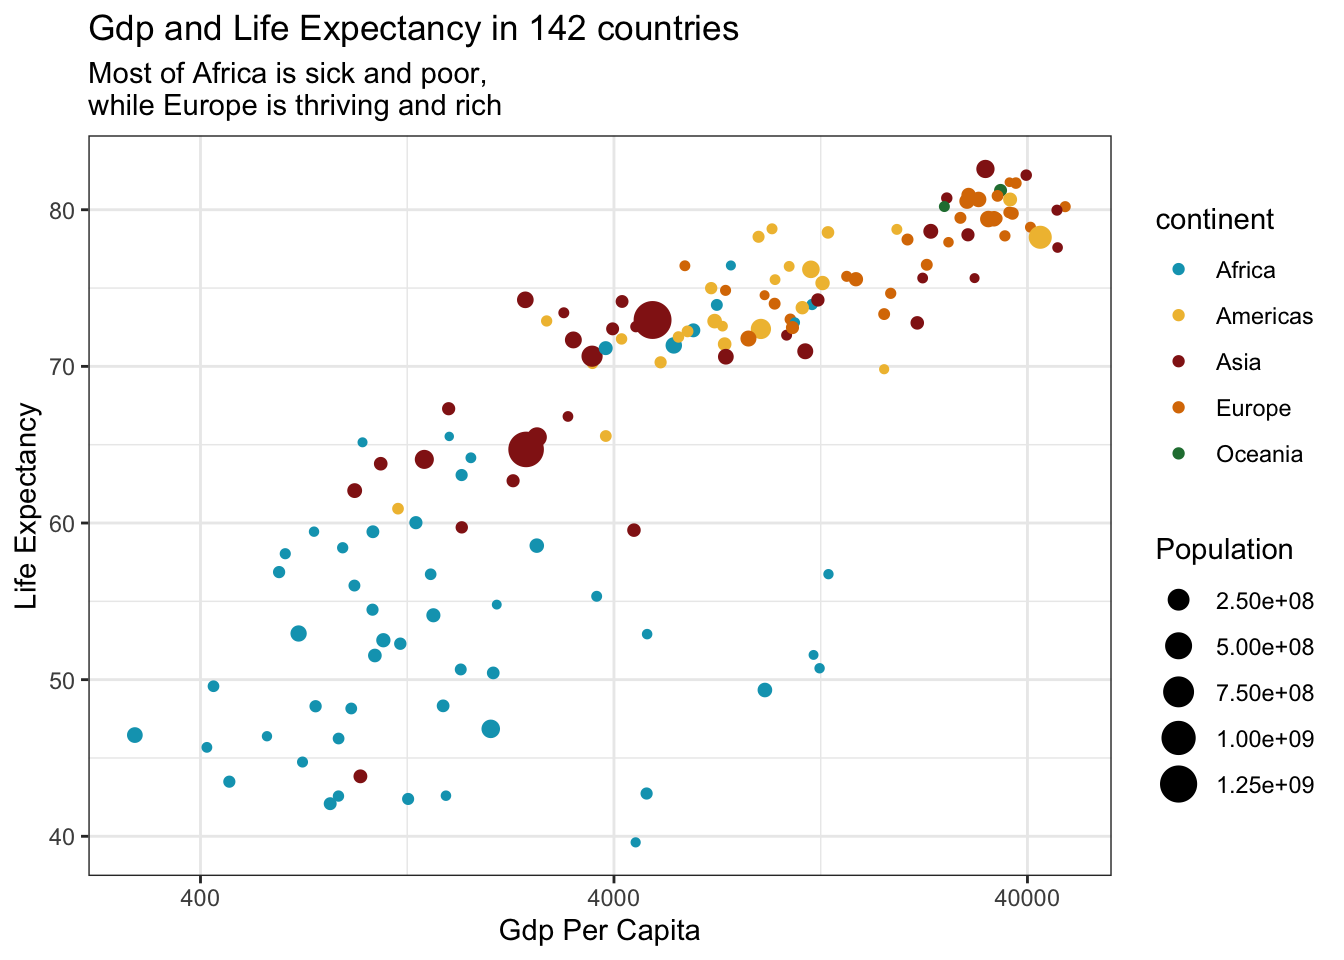 Gdp and Life Expectancy in 142 countries
Most of Africa is sick and poor,
while Europe is thriving and rich
80
70
60
50
40
Life Expectancy
400
4000
40000
Gdp Per Capita
continent
Africa
Americas
Asia
Europe
Oceania
Population
2.50e+08
5.00e+08
7.50e+08
1.00e+09
1.25e+09